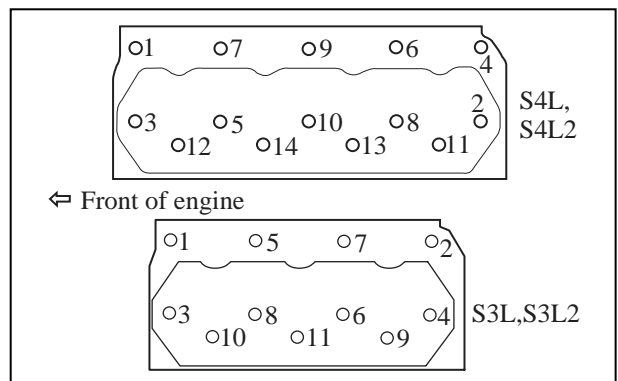 1 7 9 6 4
2
3 5 10 8
12 14 13 11
S4L,
S4L2
⇦ Front of engine
1 5 7 2
3 8 6 4
10 11 9
S3L,S3L2